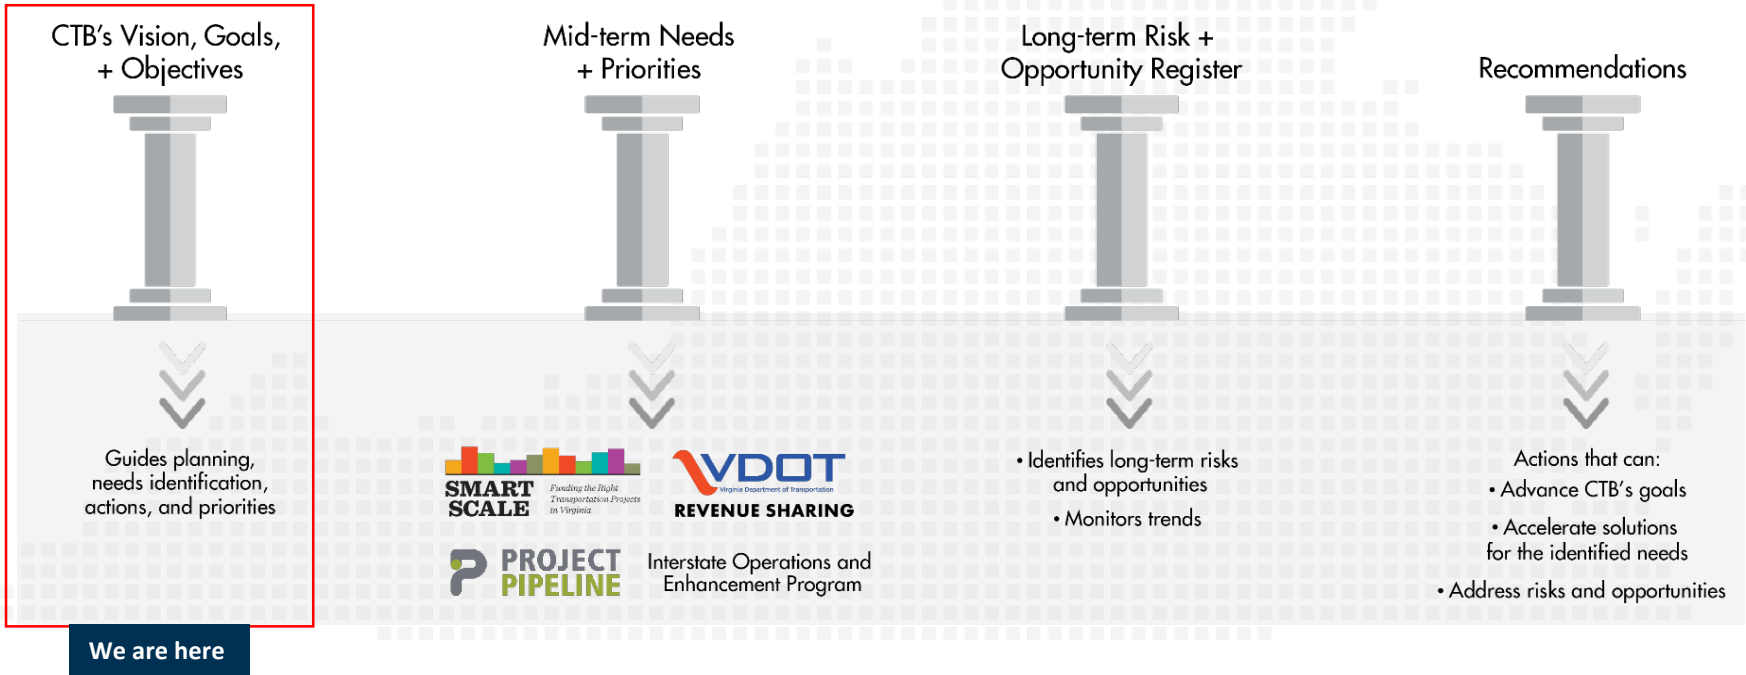 CTB's Vision, Goals,
+ Objectives
Guides planning,
needs identification,
actions, and priorities
We are here
Mid-term Needs
+ Priorities
SMART
SCALE
Funding the Right
Transportation Projects
in Virginia
VDOT
Virginia Department of Transportation
REVENUE SHARING
PROJECT
PIPELINE
Interstate Operations and
Enhancement Program
Long-term Risk +
Opportunity Register
• Identifies long-term risks
and opportunities
• Monitors trends
Recommendations
Actions that can:
• Advance CTB's goals
• Accelerate solutions
for the identified needs
• Address risks and opportunities